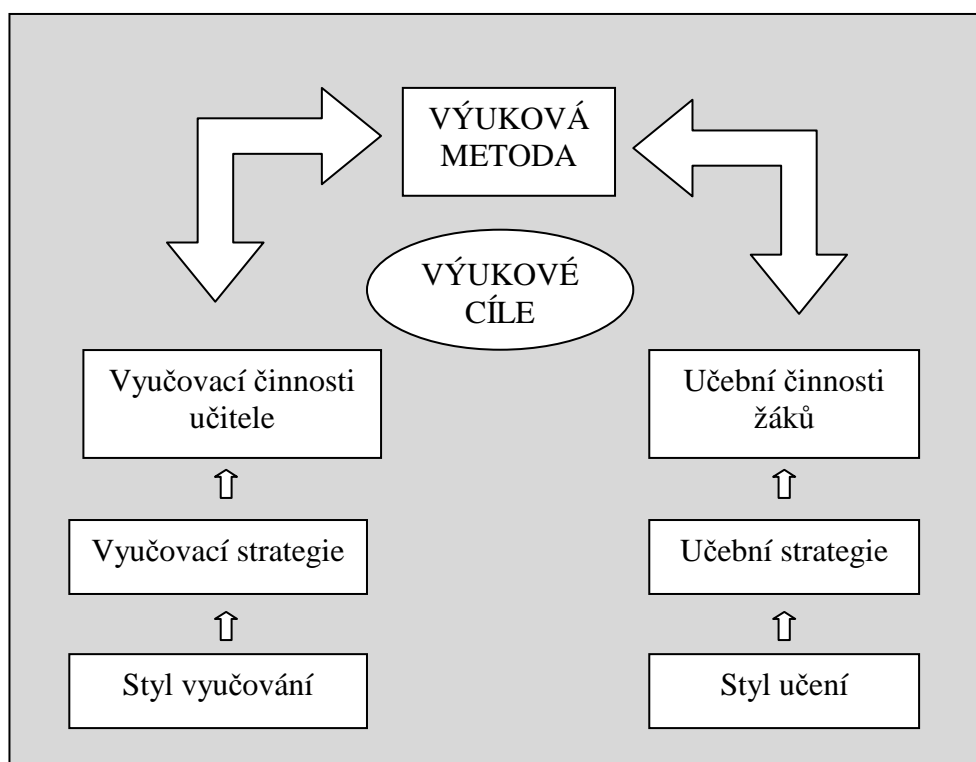 VÝUKOVÁ
METODA
VÝUKOVÉ
CÍLE
Vyučovací činnosti
učitele
Učební činnosti
žáků
Vyučovací strategie
Učební strategie
Styl vyučování
Styl učení